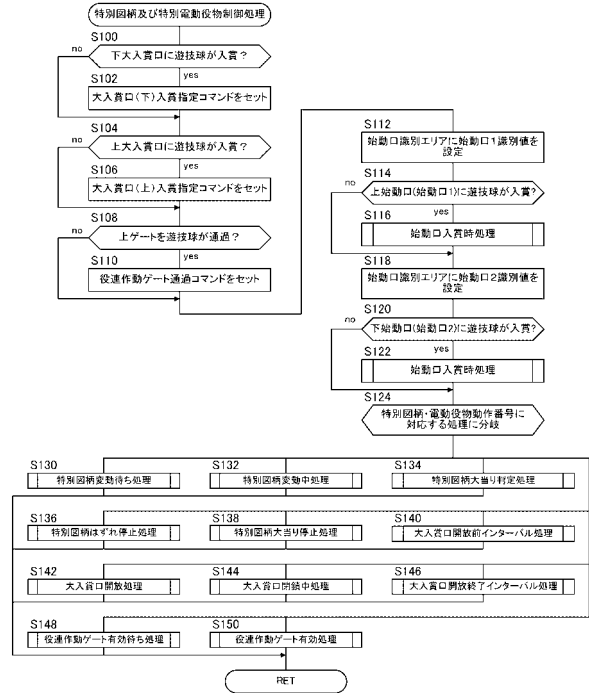 特別図柄及び特別電動役物制御処理
S100
no
下大入賞口に遊技球が入賞？
yes
S102
大入賞口(下)入賞指定コマンドをセット
S104
no
上大入賞口に遊技球が入賞？
yes
S106
大入賞口(上)入賞指定コマンドをセット
S108
no
上ゲートを遊技球が通過？
yes
S110
役連作動ゲート通過コマンドをセット
S112
始動口識別エリアに始動口1識別値を
設定
S114
no
上始動口(始動口1)に遊技球が入賞?
yes
S116
始動口入賞時処理
S118
始動口識別エリアに始動口2識別値を
設定
S120
no
下始動口(始動口2)に遊技球が入賞?
yes
S122
始動口入賞時処理
S124
特別図柄・電動役物動作番号に
対応する処理に分岐
S130
特別図柄変動待ち処理
S132
特別図柄変動中処理
S134
特別図柄大当り判定処理
S136
特別図柄はずれ停止処理
S138
特別図柄大当り停止処理
S140
大入賞口開放前インターバル処理
S142
大入賞口開放処理
S144
大入賞口閉鎖中処理
S146
大入賞口開放終了インターバル処理
S148
役連作動ゲート有効待ち処理
S150
役連作動ゲート有効処理
RET